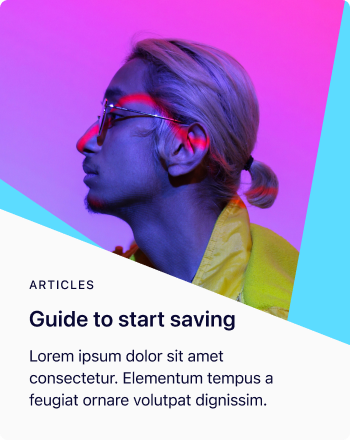 ARTICLES
Guide to start saving
Lorem ipsum dolor sit amet
consectetur. Elementum tempus a
feugiat ornare volutpat dignissim.